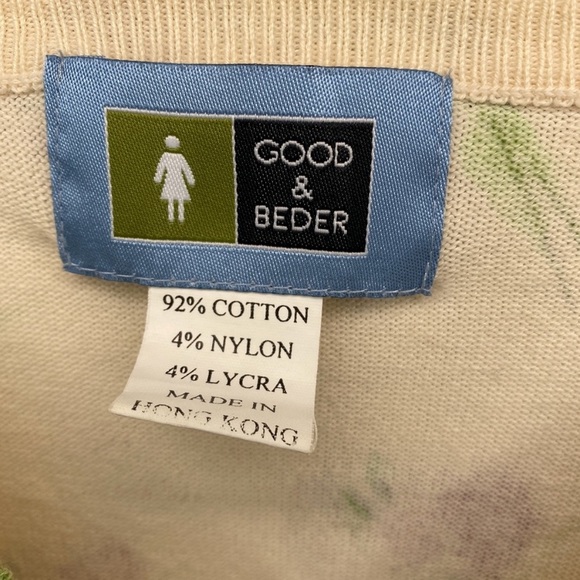 GOOD
&
BEDER
92% COTTON
4% NYLON
4% LYCRA
MADE IN
HONG KONG